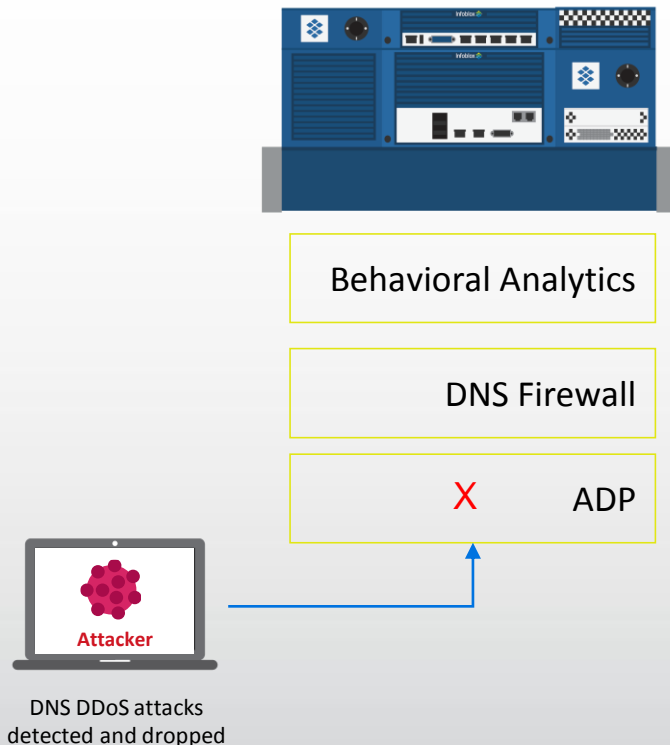 Infoblox
Infoblox
Behavioral Analytics
DNS Firewall
X
ADP
Attacker
DNS DDoS attacks
detected and dropped